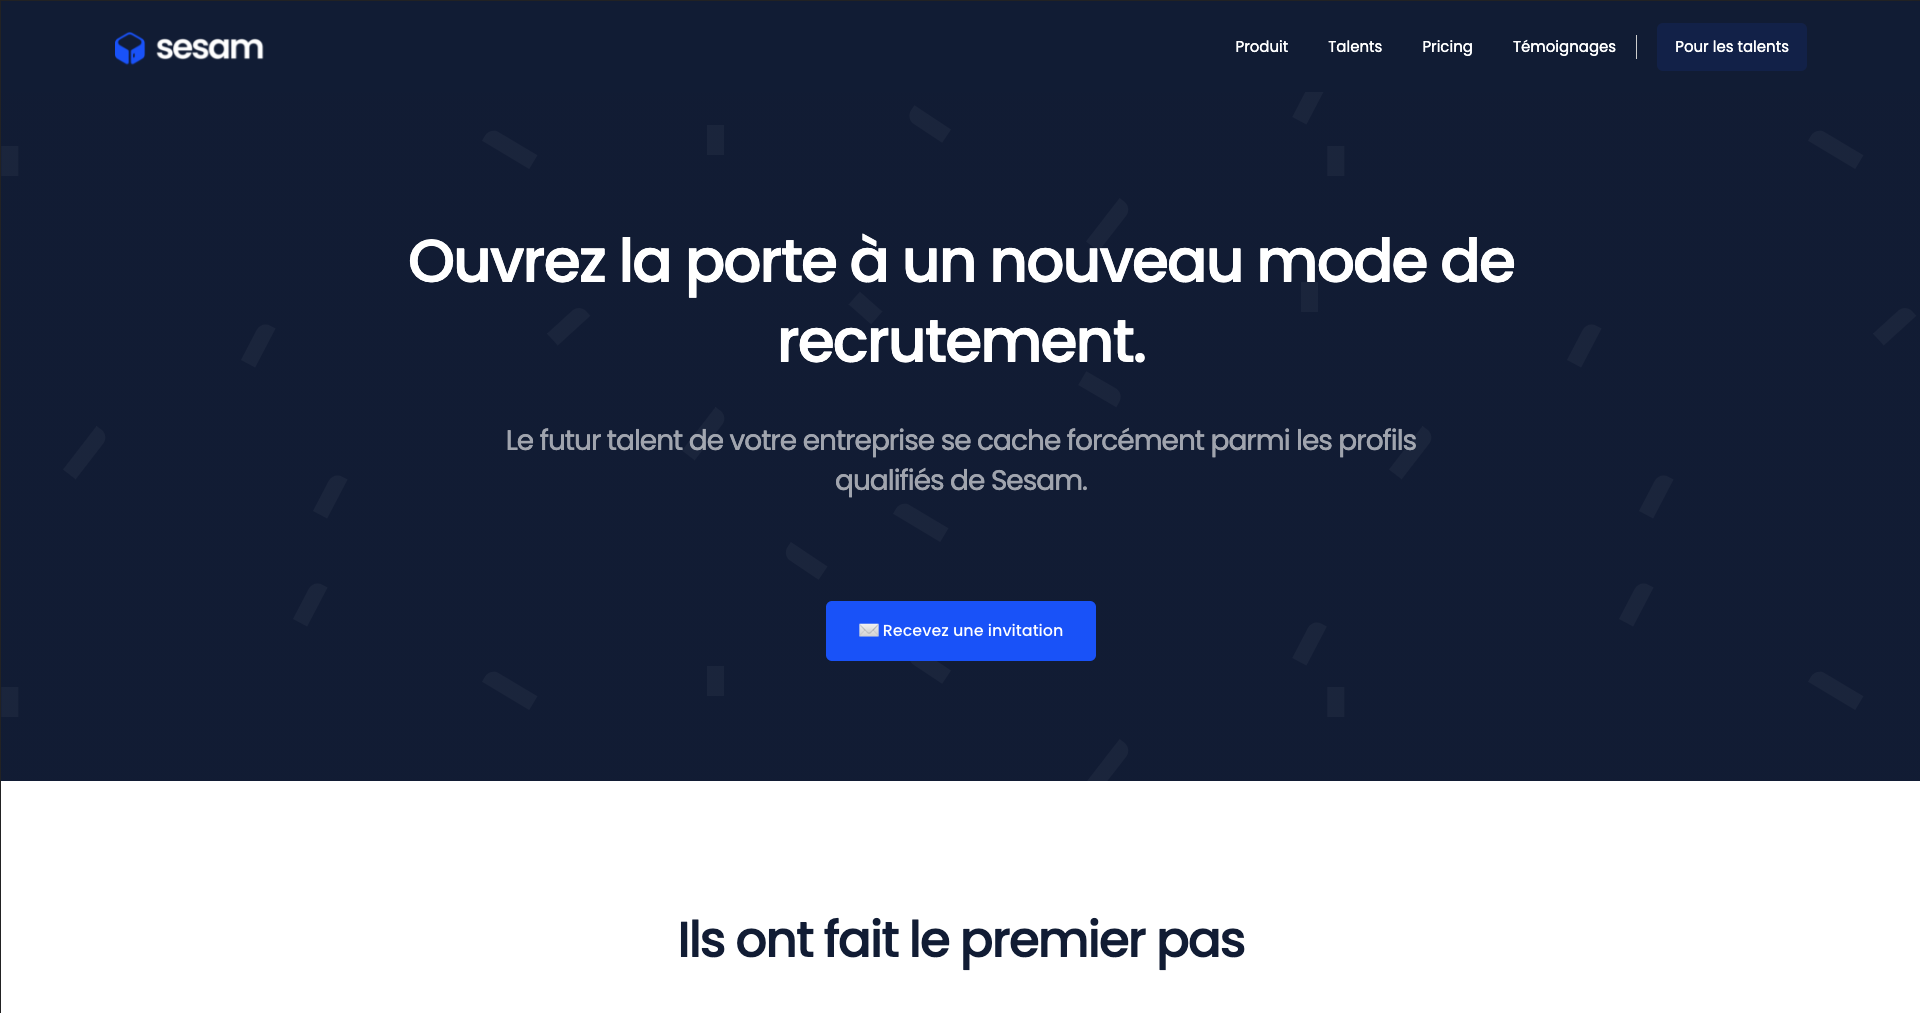 sesam
Produit
Talents
Pricing
Témoignages
Pour les talents
Ouvrez la porte à un nouveau mode de
recrutement.
Le futur talent de votre entreprise se cache forcément parmi les profils
qualifiés de Sesam.
Recevez une invitation
Ils ont fait le premier pas